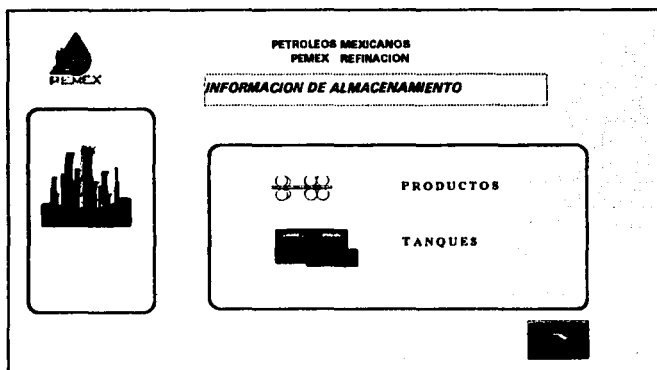 PETROLEOS MEXICANOS
PEMEX REFINACION
PEMEX
INFORMACION DE ALMACENAMIENTO
PRODUCTOS
TANQUES